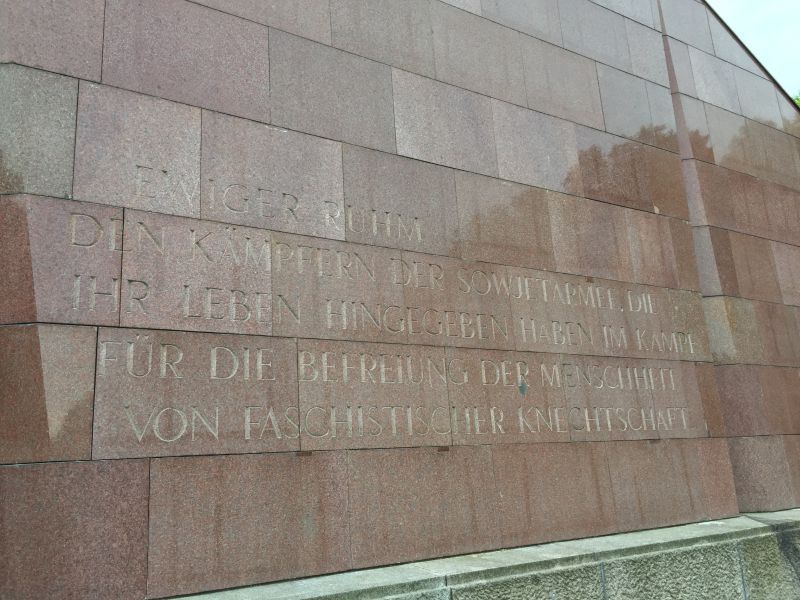 EWIGER RUHM
DEN KÄMPFERN DER SOWJETARMEE, DIE
IHR LEBEN HINGEGEBEN HABEN IM KAMPF
FÜR DIE BEFREIUNG DER MENSCHHEIT
VON FASCHISTISCHER KNECHTSCHAFT.